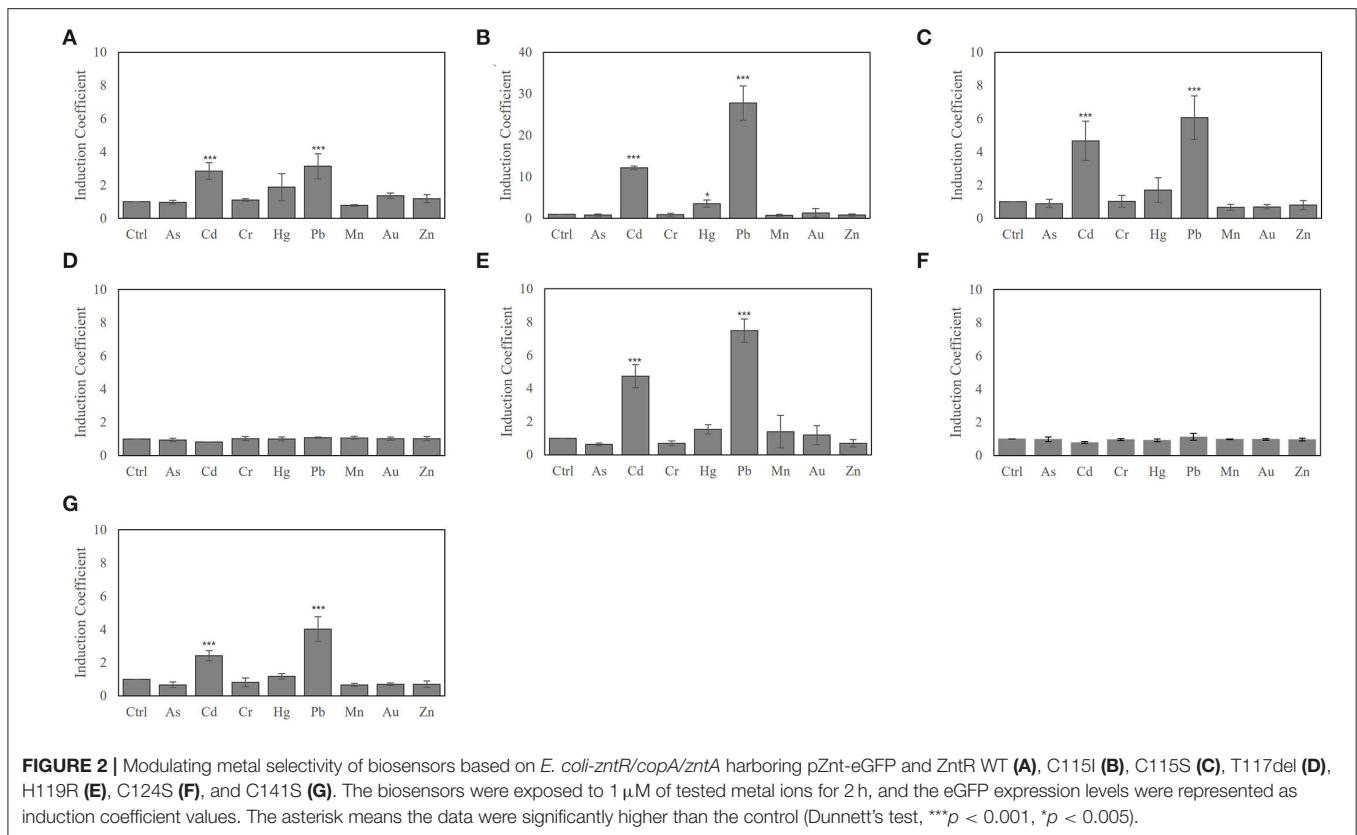 A
10
8
6
4
2
0
Induction Coefficient
***
***
Ctrl As Cd Cr Hg Pb Mn Au Zn
B
40
30
20
10
0
Induction Coefficient
***
*
***
Ctrl As Cd Cr Hg Pb Mn Au Zn
C
10
8
6
4
2
0
Induction Coefficient
***
***
Ctrl As Cd Cr Hg Pb Mn Au Zn
D
10
8
6
4
2
0
Induction Coefficient
Ctrl As Cd Cr Hg Pb Mn Au Zn
E
10
8
6
4
2
0
Induction Coefficient
***
***
Ctrl As Cd Cr Hg Pb Mn Au Zn
F
10
8
6
4
2
0
Induction Coefficient
Ctrl As Cd Cr Hg Pb Mn Au Zn
G
10
8
6
4
2
0
Induction Coefficient
***
***
Ctrl As Cd Cr Hg Pb Mn Au Zn
FIGURE 2 | Modulating metal selectivity of biosensors based on E. coli-zntR/copA/zntA harboring pZnt-eGFP and ZntR WT (A), C115I (B), C115S (C), T117del (D),
H119R (E), C124S (F), and C141S (G). The biosensors were exposed to 1 μM of tested metal ions for 2 h, and the eGFP expression levels were represented as
induction coefficient values. The asterisk means the data were significantly higher than the control (Dunnett's test, ***p < 0.001, *p < 0.005).